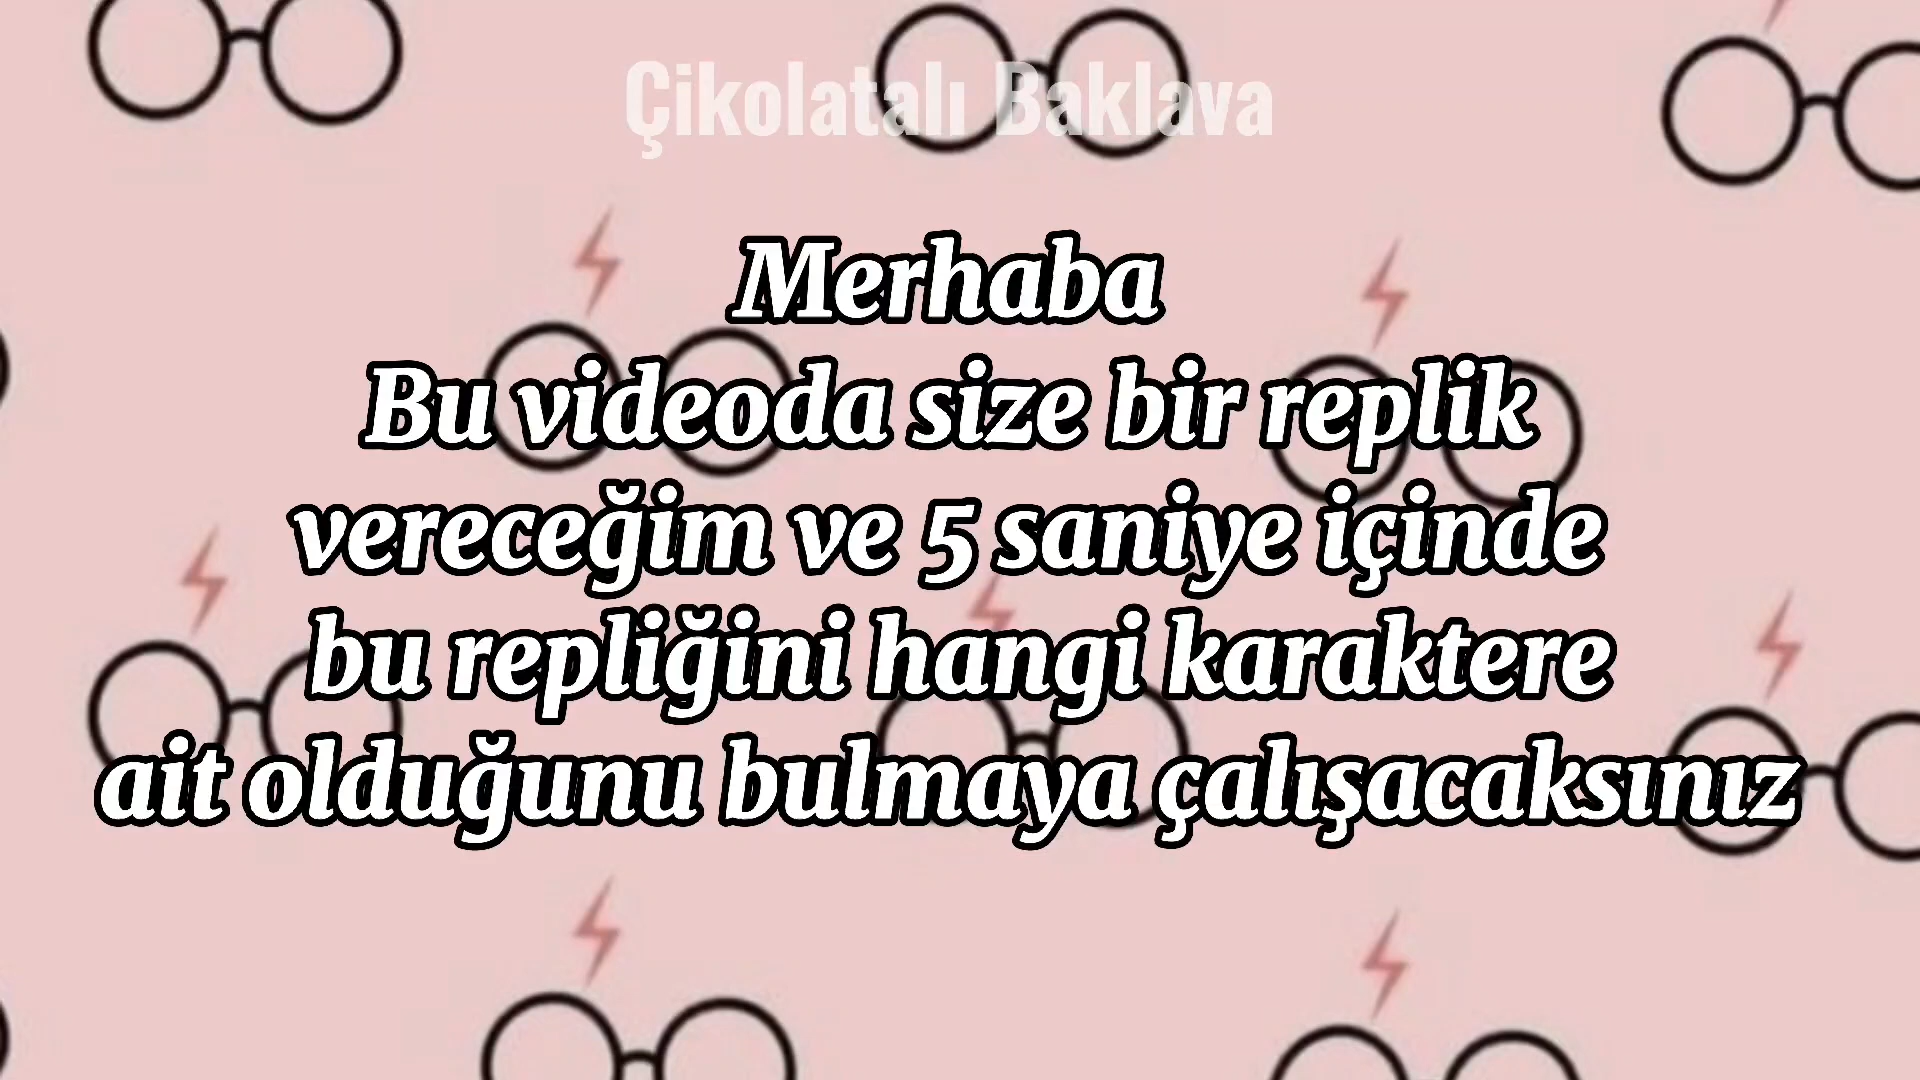 Çikolatalı Baklava
Merhaba
Bu videoda size bir replik
vereceğim ve 5 saniye içinde
bu repliğini hangi karaktere
ait olduğunu bulmaya çalışacaksınız